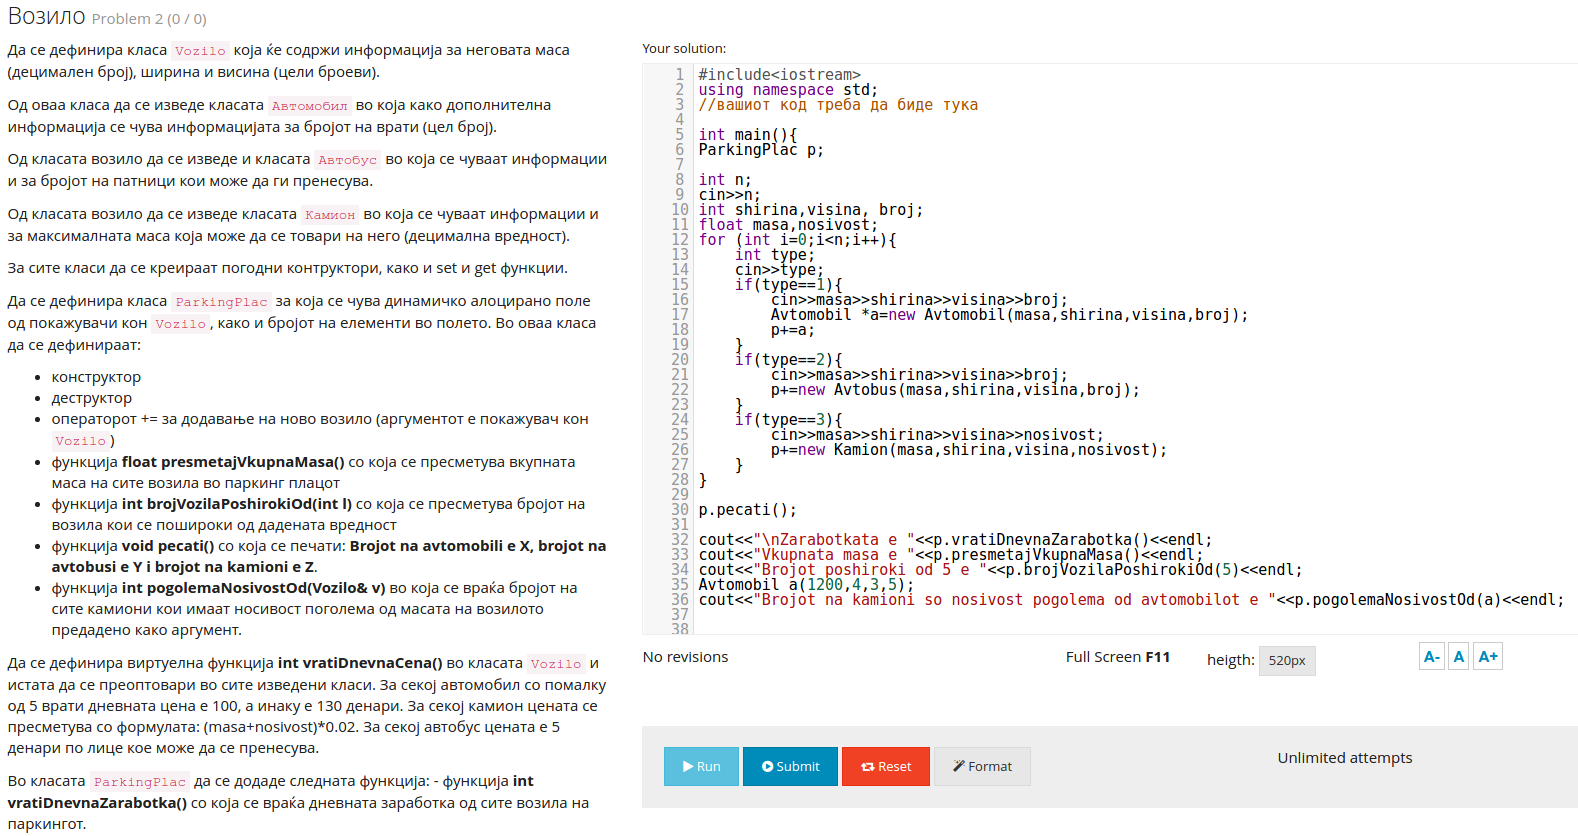 Возило Problem 2 (0 / 0)
Да се дефинира класа Vozilo која ќе содржи информација за неговата маса
(децимален број), ширина и висина (цели броеви).
Од оваа класа да се изведе класата Автомобил во која како дополнителна
информација се чува информацијата за бројот на врати (цел број).
Од класата возило да се изведе и класата Автобус во која се чуваат информации
и за бројот на патници кои може да ги пренесува.
Од класата возило да се изведе класата Камион во која се чуваат информации и
за максималната маса која може да се товари на него (децимална вредност).
За сите класи да се креираат погодни контруктори, како и set и get функции.
Да се дефинира класа ParkingPlac за која се чува динамичко алоцирано поле
од покажувачи кон Vozilo, како и бројот на елементи во полето. Во оваа класа
да се дефинираат:
• конструктор
• деструктор
• операторот += за додавање на ново возило (аргументот е покажувач кон
Vozilo)
• функција float presmetajVkupnaMasa() со која се пресметува вкупната
маса на сите возила во паркинг плацот
• функција int brojVozilaPoshirokiOd(int l) со која се пресметува бројот на
возила кои се пошироки од дадената вредност
• функција void pecati() со која се печати: Brojot na avtomobili e X, brojot na
avtobusi e Y i brojot na kamioni e Z.
• функција int pogolemaNosivostOd(Vozilo& v) во која се враќа бројот на
сите камиони кои имаат носивост поголема од масата на возилото
предадено како аргумент.
Да се дефинира виртуелна функција int vratiDnevnaCena() во класата Vozilo и
истата да се преоптовари во сите изведени класи. За секој автомобил со помалку
од 5 врати дневната цена е 100, а инаку е 130 денари. За секој камион цената се
пресметува со формулата: (masa+nosivost)*0.02. За секој автобус цената е 5
денари по лице кое може да се пренесува.
Во класата ParkingPlac да се додаде следната функција: - функција int
vratiDnevnaZarabotka() со која се враќа дневната заработка од сите возила на
паркингот.
Your solution:
1 #include<iostream>
2 using namespace std;
3 //вашиот код треба да биде тука
4
5 int main(){
6 ParkingPlac p;
7
8 int n;
9 cin>>n;
10 int shirina,visina, broj;
11 float masa,nosivost;
12 for (int i=0;i<n;i++){
13     int type;
14     cin>>type;
15     if(type==1){
16         cin>>masa>>shirina>>visina>>broj;
17         Avtomobil *a=new Avtomobil(masa,shirina,visina,broj);
18         p+=a;
19     }
20     if(type==2){
21         cin>>masa>>shirina>>visina>>broj;
22         p+=new Avtobus(masa,shirina,visina,broj);
23     }
24     if(type==3){
25         cin>>masa>>shirina>>visina>>nosivost;
26         p+=new Kamion(masa,shirina,visina,nosivost);
27     }
28 }
29
30 p.pecati();
31
32 cout<<"\nZarabotkata e "<<p.vratiDnevnaZarabotka()<<endl;
33 cout<<"Vkupnata masa e "<<p.presmetajVkupnaMasa()<<endl;
34 cout<<"Brojot poshiroki od 5 e "<<p.brojVozilaPoshirokiOd(5)<<endl;
35 Avtomobil a(1200,4,3,5);
36 cout<<"Brojot na kamioni so nosivost pogolema od avtomobilot e "<<p.pogolemaNosivostOd(a)<<endl;
37
38
No revisions
Full Screen F11
heigth: 520px
A- A A+
Run
Submit
Reset
Format
Unlimited attempts